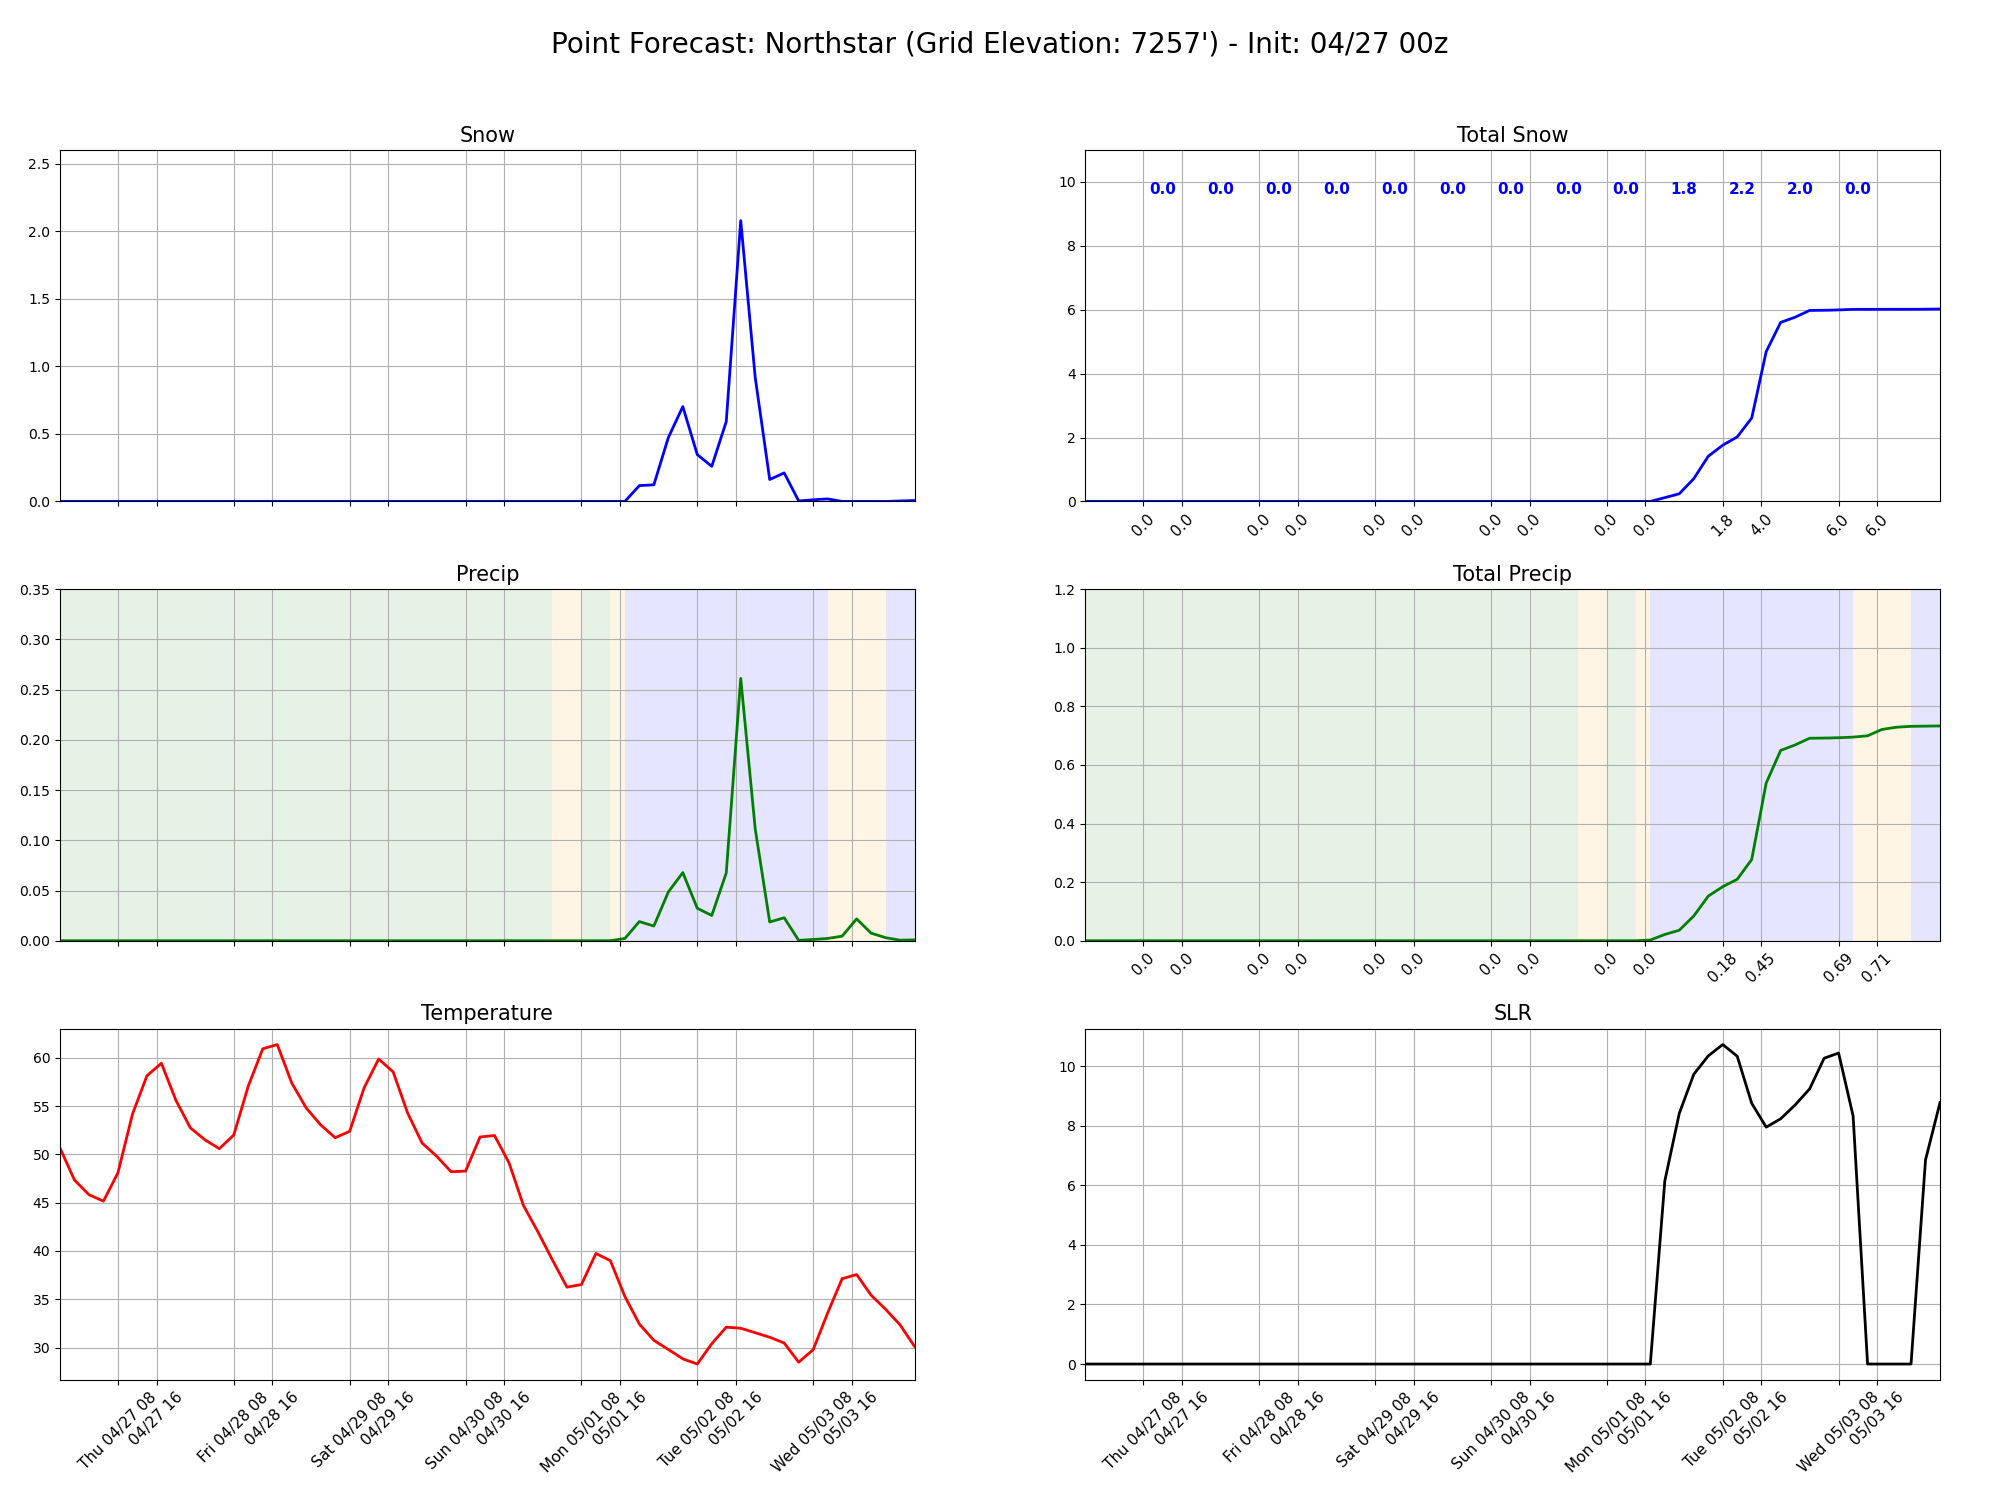 Point Forecast: Northstar (Grid Elevation: 7257') - Init: 04/27 00z
Snow
2.5
2.0
1.5
1.0
0.5
0.0
Total Snow
10
8
6
4
2
0
0.0 0.0 0.0 0.0 0.0 0.0 0.0 0.0 0.0 1.8 2.2 2.0 0.0
0.0 0.0 0.0 0.0 0.0 0.0 0.0 0.0 0.0 0.0 1.8 4.0 6.0 6.0
Precip
0.35
0.30
0.25
0.20
0.15
0.10
0.05
0.00
Total Precip
1.2
1.0
0.8
0.6
0.4
0.2
0.0
0.0 0.0 0.0 0.0 0.0 0.0 0.0 0.0 0.0 0.0 0.18 0.45 0.69 0.71
Temperature
60
55
50
45
40
35
30
Thu 04/27 08
04/27 16
Fri 04/28 08
04/28 16
Sat 04/29 08
04/29 16
Sun 04/30 08
04/30 16
Mon 05/01 08
05/01 16
Tue 05/02 08
05/02 16
Wed 05/03 08
05/03 16
SLR
10
8
6
4
2
0
Thu 04/27 08
04/27 16
Fri 04/28 08
04/28 16
Sat 04/29 08
04/29 16
Sun 04/30 08
04/30 16
Mon 05/01 08
05/01 16
Tue 05/02 08
05/02 16
Wed 05/03 08
05/03 16